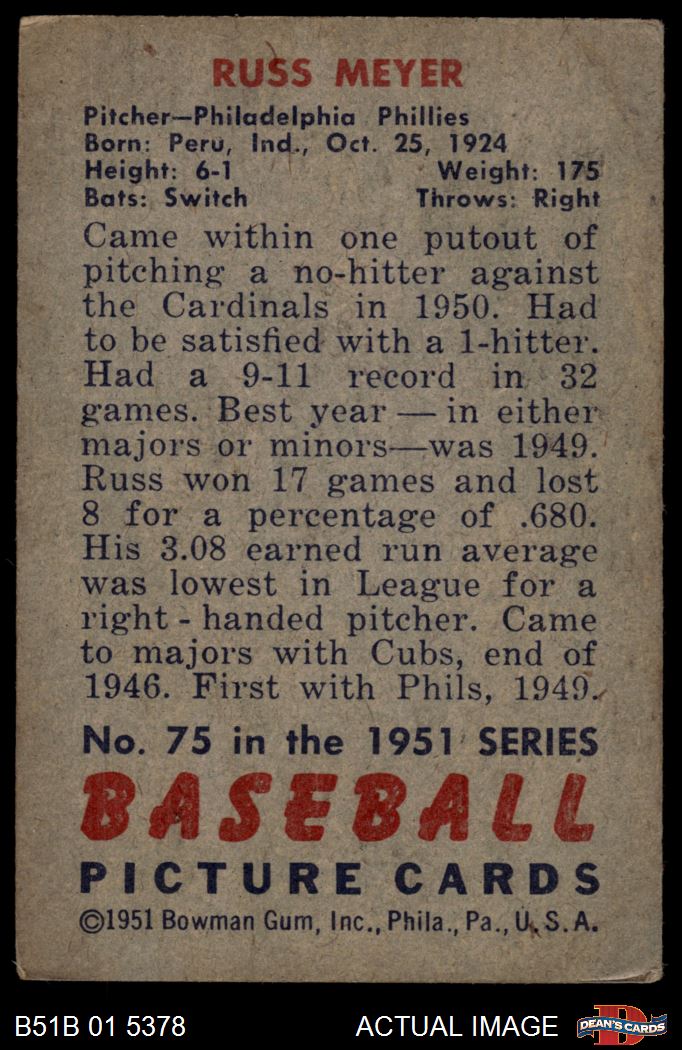 RUSS MEYER
Pitcher—Philadelphia Phillies
Born: Peru, Ind., Oct. 25, 1924
Height: 6-1 Weight: 175
Bats: Switch Throws: Right
Came within one putout of
pitching a no-hitter against
the Cardinals in 1950. Had
to be satisfied with a 1-hitter.
Had a 9-11 record in 32
games. Best year — in either
majors or minors—was 1949.
Russ won 17 games and lost
8 for a percentage of .680.
His 3.08 earned run average
was lowest in League for a
right - handed pitcher. Came
to majors with Cubs, end of
1946. First with Phils, 1949.
No. 75 in the 1951 SERIES
BASEBALL
PICTURE CARDS
©1951 Bowman Gum, Inc., Phila., Pa., U.S.A.
B51B 01 5378 ACTUAL IMAGE D DEAN'S CARDS